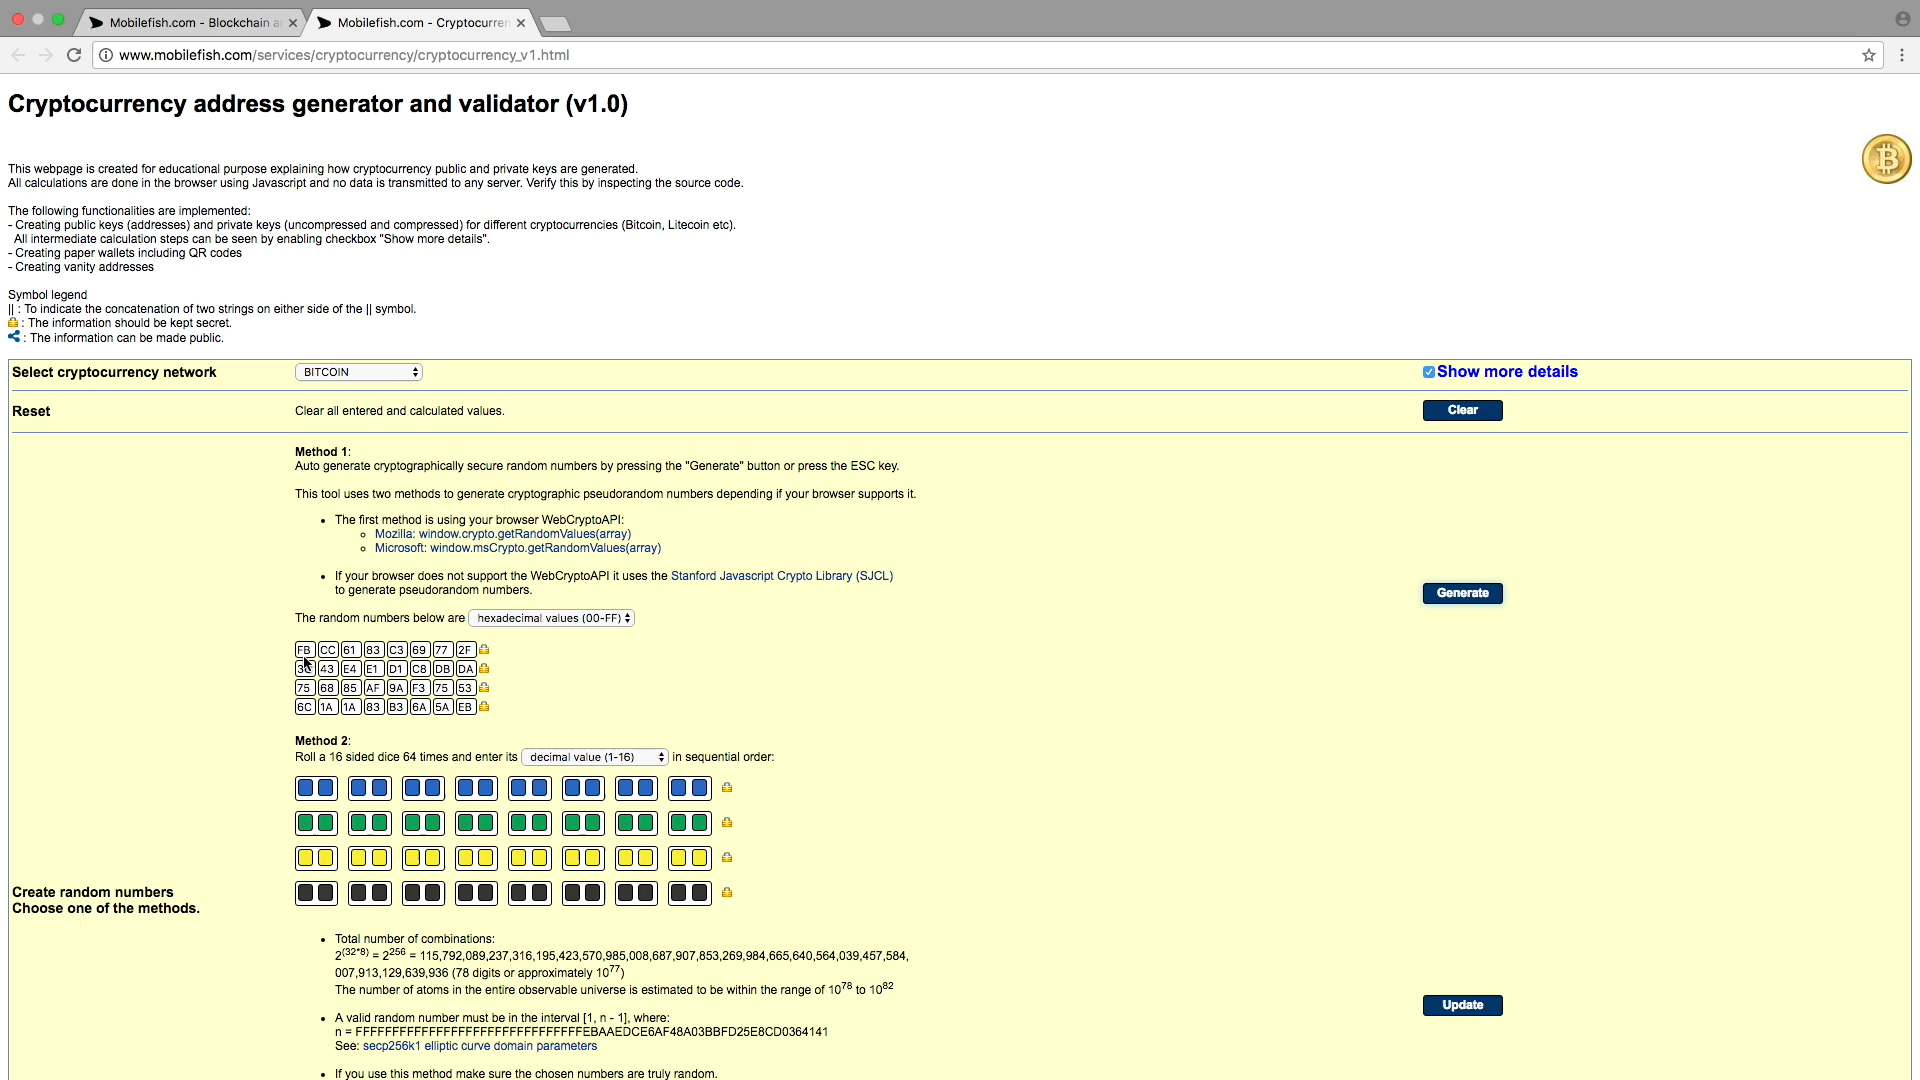 Mobilefish.com - Blockchain a
Mobilefish.com - Cryptocurren
www.mobilefish.com/services/cryptocurrency/cryptocurrency_v1.html
Cryptocurrency address generator and validator (v1.0)
This webpage is created for educational purpose explaining how cryptocurrency public and private keys are generated.
All calculations are done in the browser using Javascript and no data is transmitted to any server. Verify this by inspecting the source code.
The following functionalities are implemented:
- Creating public keys (addresses) and private keys (uncompressed and compressed) for different cryptocurrencies (Bitcoin, Litecoin etc).
All intermediate calculation steps can be seen by enabling checkbox "Show more details".
- Creating paper wallets including QR codes
- Creating vanity addresses
Symbol legend
|| : To indicate the concatenation of two strings on either side of the || symbol.
: The information should be kept secret.
: The information can be made public.
Select cryptocurrency network BITCOIN Show more details
Reset Clear all entered and calculated values. Clear
Method 1:
Auto generate cryptographically secure random numbers by pressing the "Generate" button or press the ESC key.
This tool uses two methods to generate cryptographic pseudorandom numbers depending if your browser supports it.
• The first method is using your browser WebCryptoAPI:
Mozilla: window.crypto.getRandomValues(array)
Microsoft: window.msCrypto.getRandomValues(array)
• If your browser does not support the WebCryptoAPI it uses the Stanford Javascript Crypto Library (SJCL)
to generate pseudorandom numbers.
Generate
The random numbers below are hexadecimal values (00-FF)
FB CC 61 83 C3 69 77 2F
43 E4 E1 D1 C8 DB DA
75 68 85 AF 9A F3 75 53
6C 1A 1A 83 B3 6A 5A EB
Method 2:
Roll a 16 sided dice 64 times and enter its decimal value (1-16) in sequential order:
Create random numbers
Choose one of the methods.
• Total number of combinations:
2(32*8) = 2256 = 115,792,089,237,316,195,423,570,985,008,687,907,853,269,984,665,640,564,039,457,584,
007,913,129,639,936 (78 digits or approximately 1077)
The number of atoms in the entire observable universe is estimated to be within the range of 1078 to 1082
Update
• A valid random number must be in the interval [1, n - 1], where:
n = FFFFFFFFFFFFFFFFFFFFFFFFFFFFFFFEBAAEDCE6AF48A03BBFD25E8CD0364141
See: secp256k1 elliptic curve domain parameters
• If you use this method make sure the chosen numbers are truly random.